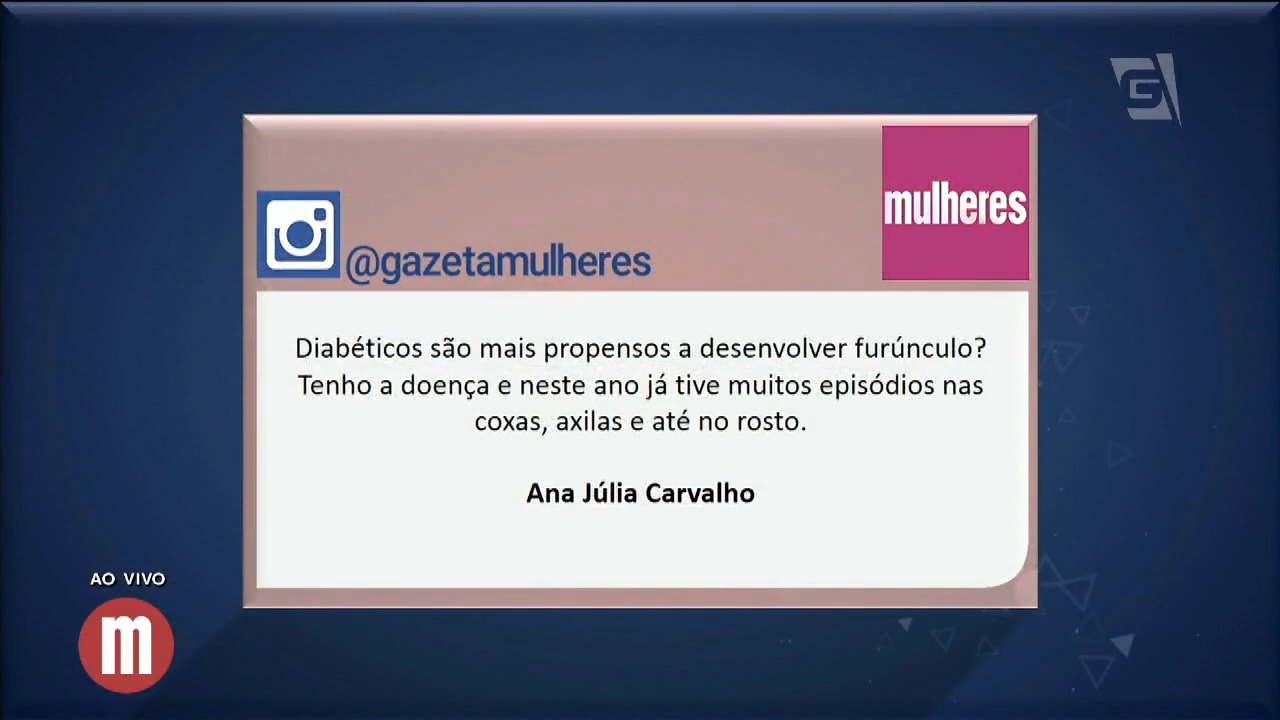 mulheres
@gazetamulheres
Diabéticos são mais propensos a desenvolver furúnculo?
Tenho a doença e neste ano já tive muitos episódios nas
coxas, axilas e até no rosto.
Ana Júlia Carvalho
AO VIVO
m
G